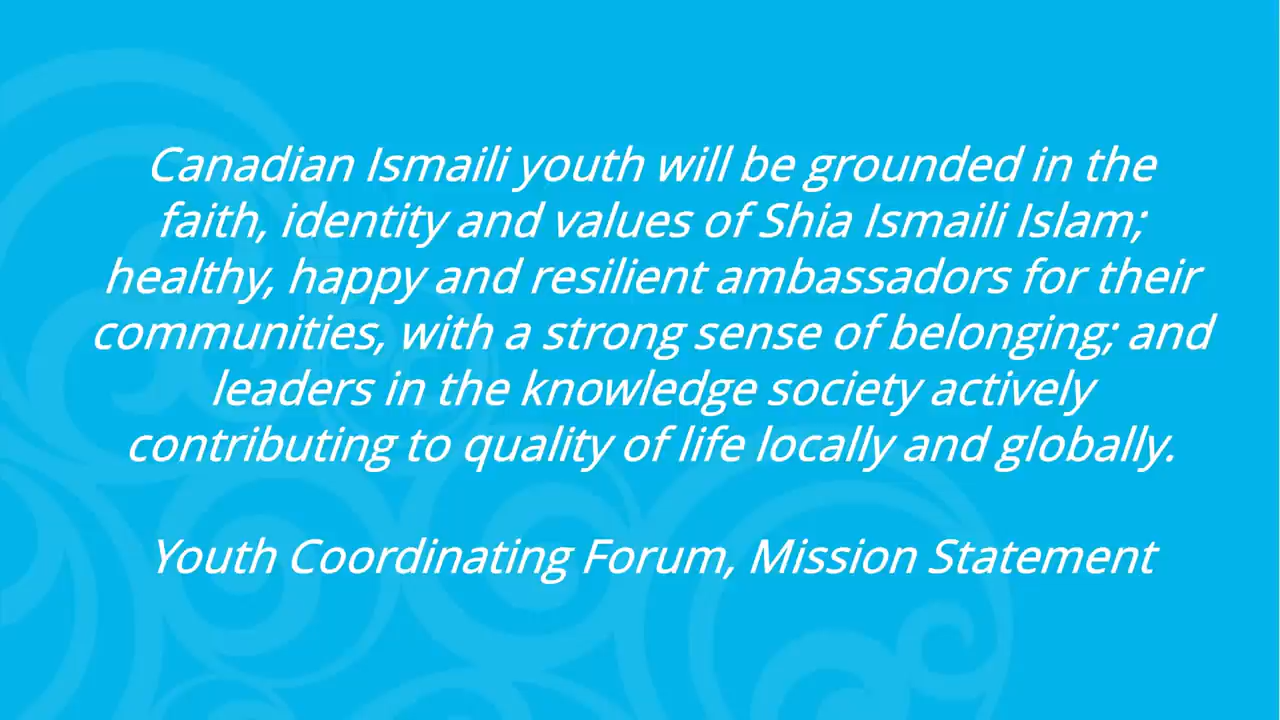 Canadian Ismaili youth will be grounded in the
faith, identity and values of Shia Ismaili Islam;
healthy, happy and resilient ambassadors for their
communities, with a strong sense of belonging; and
leaders in the knowledge society actively
contributing to quality of life locally and globally.
Youth Coordinating Forum, Mission Statement